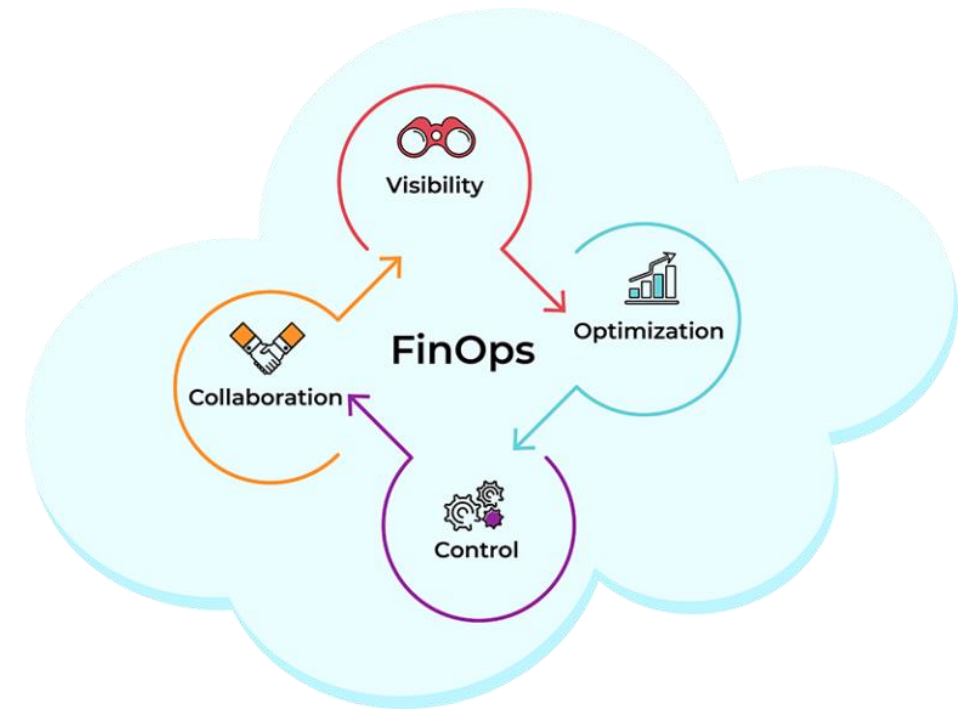 Visibility
Optimization
FinOps
Collaboration
Control